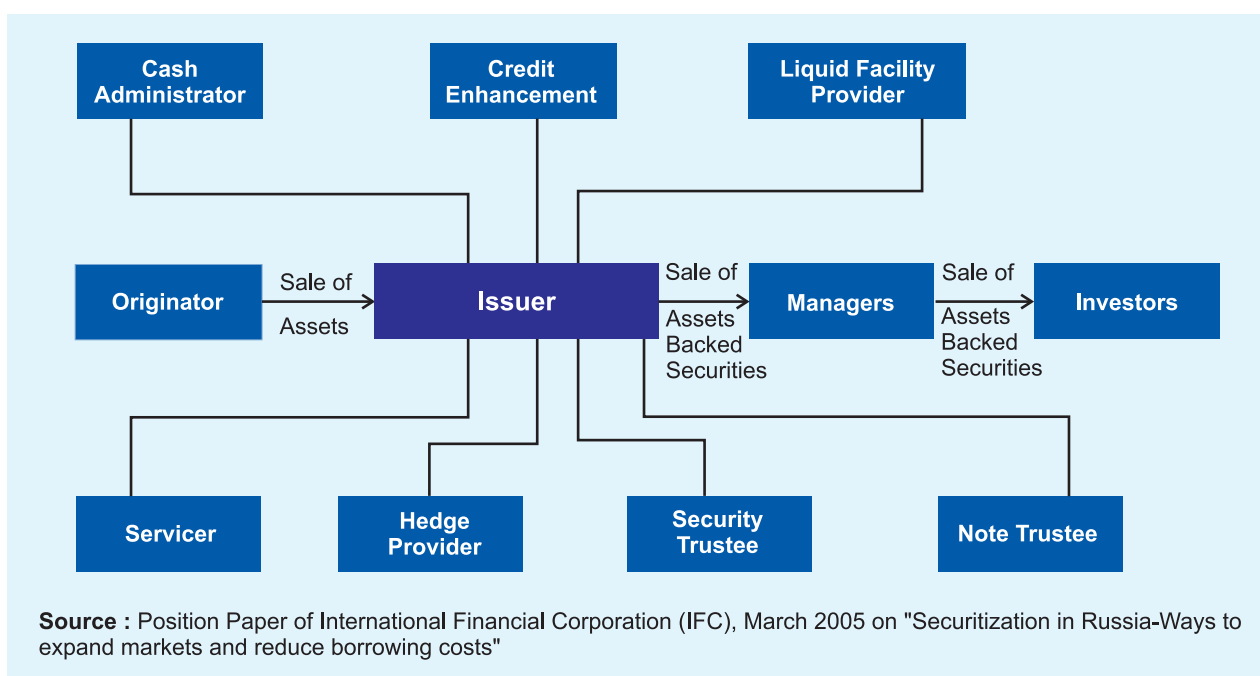 Cash
Administrator
Credit
Enhancement
Liquid Facility
Provider
Originator
Sale of
Assets
Issuer
Sale of
Assets
Backed
Securities
Managers
Sale of
Assets
Backed
Securities
Investors
Servicer
Hedge
Provider
Security
Trustee
Note Trustee
Source : Position Paper of International Financial Corporation (IFC), March 2005 on "Securitization in Russia-Ways to
expand markets and reduce borrowing costs"